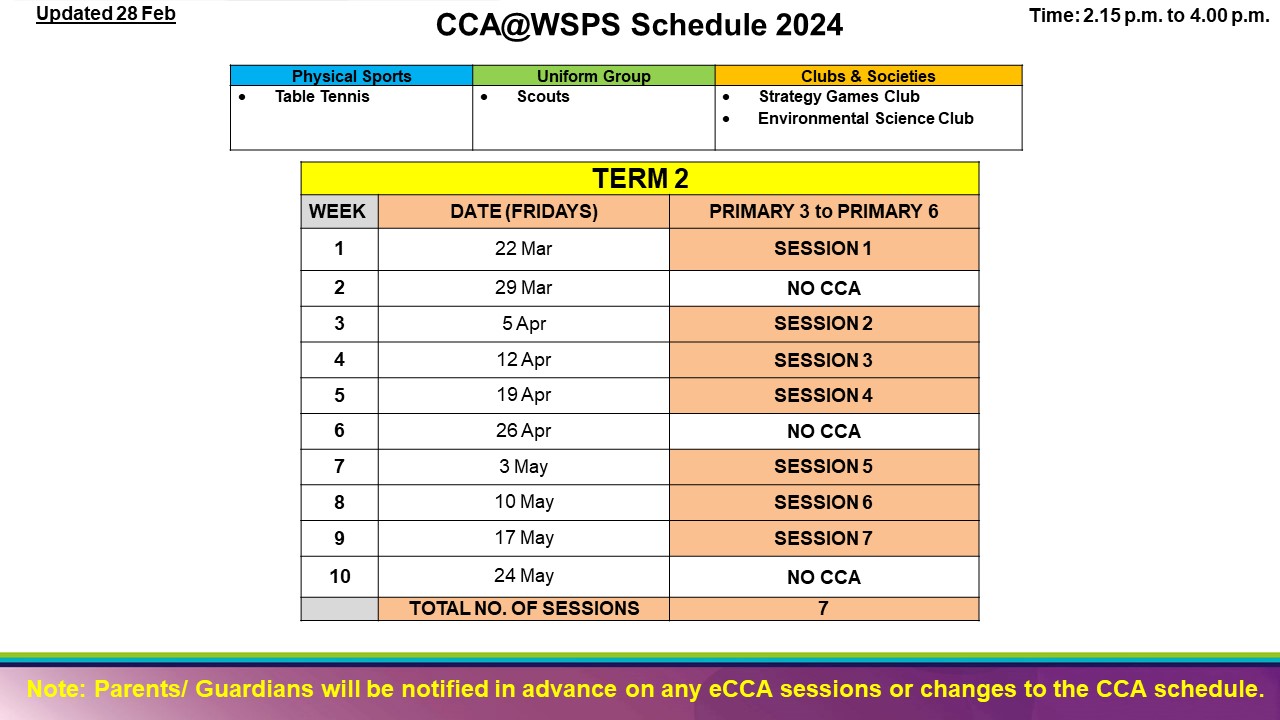 Updated 28 Feb
CCA@WSPS Schedule 2024
Time: 2.15 p.m. to 4.00 p.m.
Physical Sports Uniform Group Clubs & Societies
• Table Tennis • Scouts • Strategy Games Club
• Environmental Science Club
TERM 2
WEEK DATE (FRIDAYS) PRIMARY 3 to PRIMARY 6
1 22 Mar SESSION 1
2 29 Mar NO CCA
3 5 Apr SESSION 2
4 12 Apr SESSION 3
5 19 Apr SESSION 4
6 26 Apr NO CCA
7 3 May SESSION 5
8 10 May SESSION 6
9 17 May SESSION 7
10 24 May NO CCA
TOTAL NO. OF SESSIONS 7
Note: Parents/ Guardians will be notified in advance on any eCCA sessions or changes to the CCA schedule.